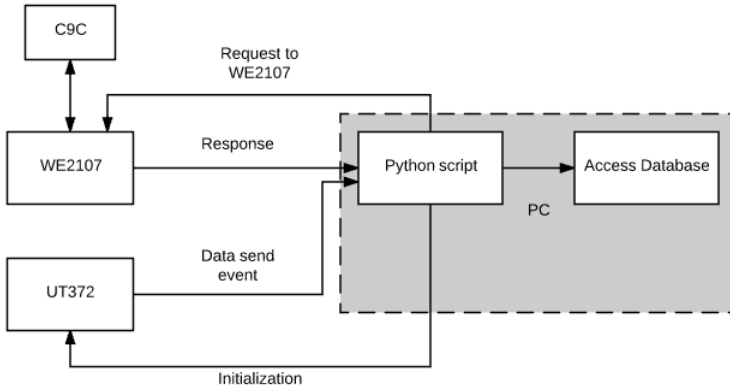 C9C
Request to
WE2107
WE2107
Response
Python script
Access Database
PC
Data send
event
UT372
Initialization